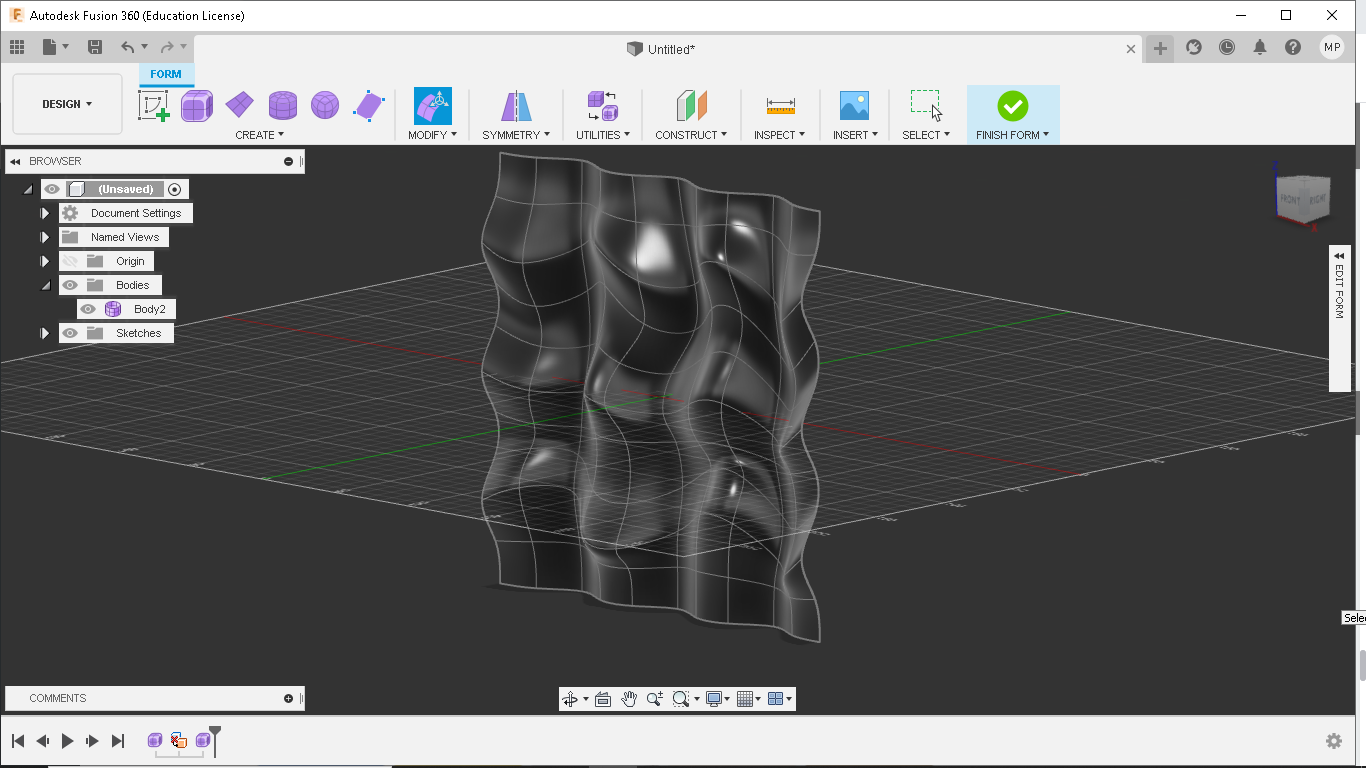 Autodesk Fusion 360 (Education License)
Untitled*
MP
FORM
DESIGN
CREATE
MODIFY
SYMMETRY
UTILITIES
CONSTRUCT
INSPECT
INSERT
SELECT
FINISH FORM
BROWSER
(Unsaved)
Document Settings
Named Views
Origin
Bodies
Body2
Sketches
Z
FRONT
RIGHT
X
EDIT FORM
Sele
COMMENTS